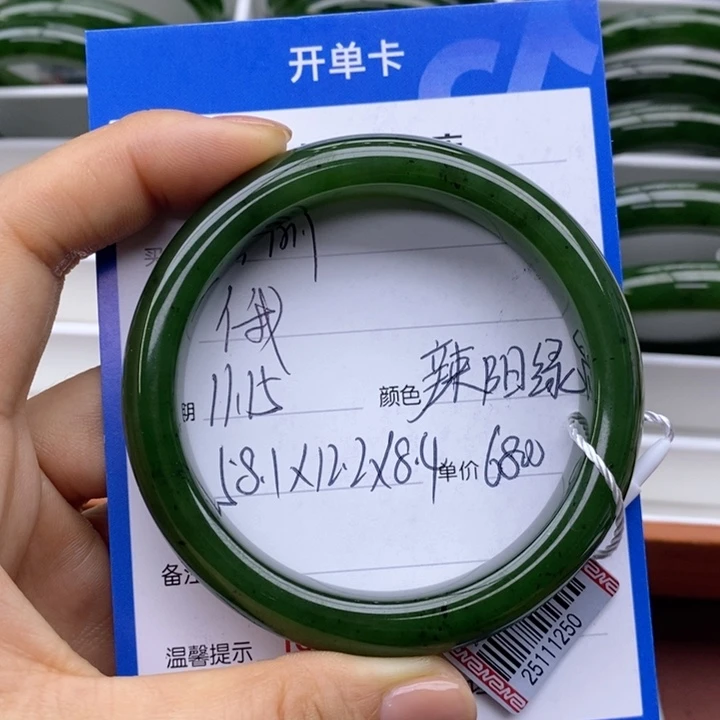 开单卡
俄
11.15 颜色 辣阳绿
58.1×12.2×8.4 单价 6800
备注
温馨提示
25111250